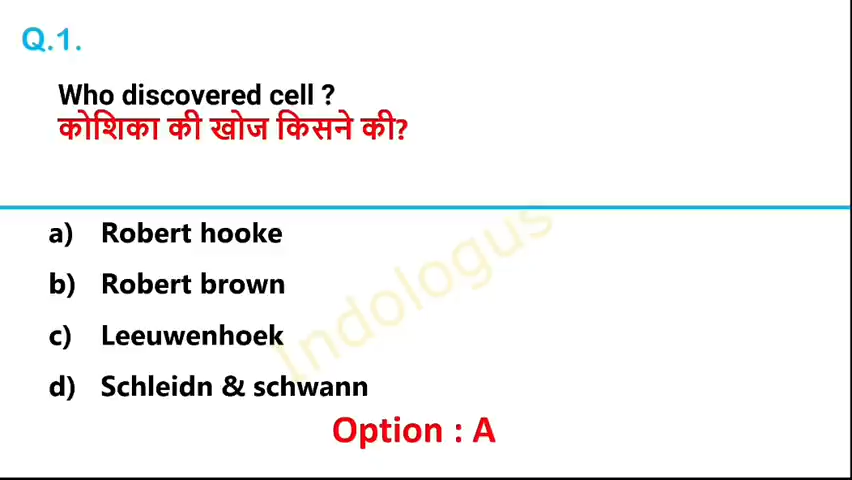 Q.1.
Who discovered cell ?
कोशिका की खोज किसने की?
a) Robert hooke
b) Robert brown
c) Leeuwenhoek
d) Schleidn & schwann
Indologus
Option : A